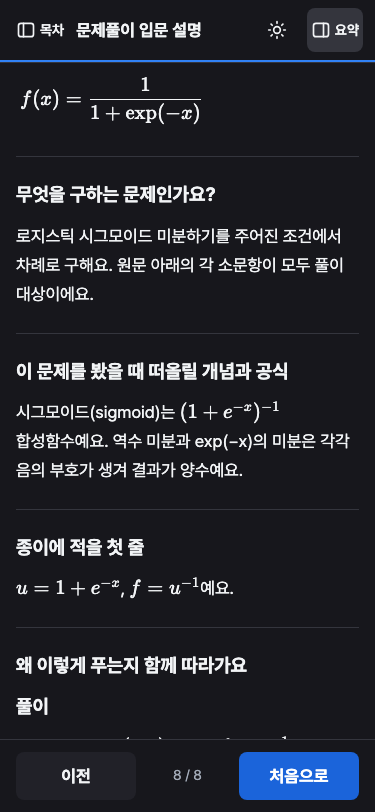 목차 문제풀이 입문 설명 요약
f(x) = 1 / (1 + exp(−x))
무엇을 구하는 문제인가요?
로지스틱 시그모이드 미분하기를 주어진 조건에서
차례로 구해요. 원문 아래의 각 소문항이 모두 풀이
대상이에요.
이 문제를 봤을 때 떠올릴 개념과 공식
시그모이드(sigmoid)는 (1 + e^{−x})^{−1}
합성함수예요. 역수 미분과 exp(−x)의 미분은 각각
음의 부호가 생겨 결과가 양수예요.
종이에 적을 첫 줄
u = 1 + e^{−x}, f = u^{−1}예요.
왜 이렇게 푸는지 함께 따라가요
풀이
이전 8 / 8 처음으로